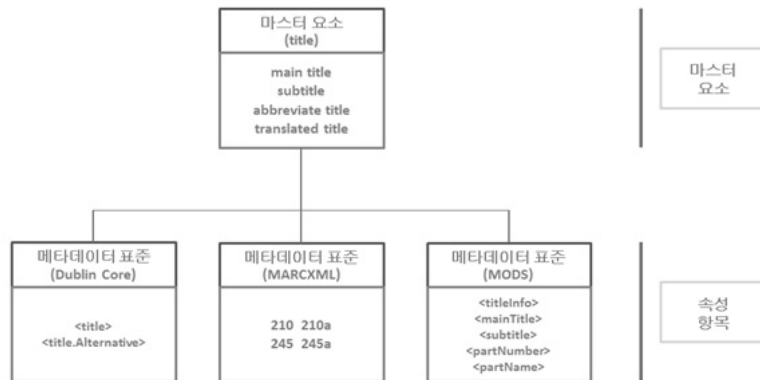 마스터 요소
(title)
main title
subtitle
abbreviate title
translated title
마스터
요소
메타데이터 표준
(Dublin Core)
<title>
<title.Alternative>
메타데이터 표준
(MARCXML)
210 210a
245 245a
메타데이터 표준
(MODS)
<titleInfo>
<mainTitle>
<subtitle>
<partNumber>
<partName>
속성
항목